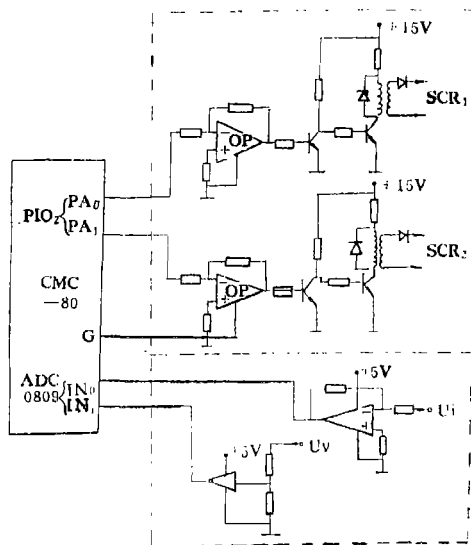 +15V
SCR₁
OP
+
PIO₂ { PA₀
PA₁
+15V
SCR₂
OP
+
CMC
—80
G
ADC
0809 { IN₀
IN₁
+5V
Ui
+
+5V
Uv